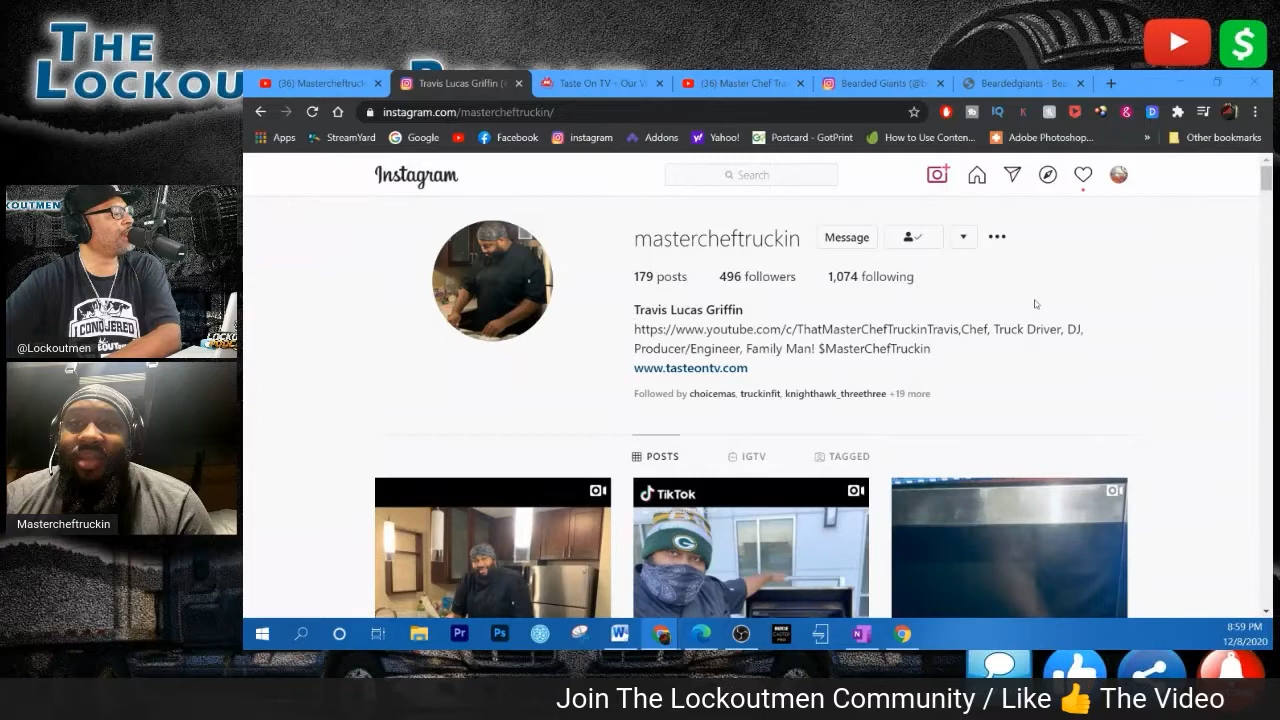 THE
LOCKOU
(36) Mastercheftruck
Travis Lucas Griffin (
Taste On TV - Our V
(36) Master Chef Tra
Bearded Giants (@b
Beardedgiants - Bea
instagram.com/mastercheftruckin/
Apps
StreamYard
Google
Facebook
instagram
Addons
Yahoo!
Postcard - GotPrint
How to Use Conten...
Adobe Photoshop...
»
Other bookmarks
Instagram
Search
mastercheftruckin
Message
179 posts
496 followers
1,074 following
Travis Lucas Griffin
https://www.youtube.com/c/ThatMasterChefTruckinTravis,Chef, Truck Driver, DJ,
Producer/Engineer, Family Man! $MasterChefTruckin
www.tasteontv.com
Followed by choicemas, truckinfit, knighthawk_threethree +19 more
POSTS
IGTV
TAGGED
TikTok
I CONQUERED
@Lockoutmen
Mastercheftruckin
8:59 PM
12/8/2020
Join The Lockoutmen Community / Like 👍 The Video